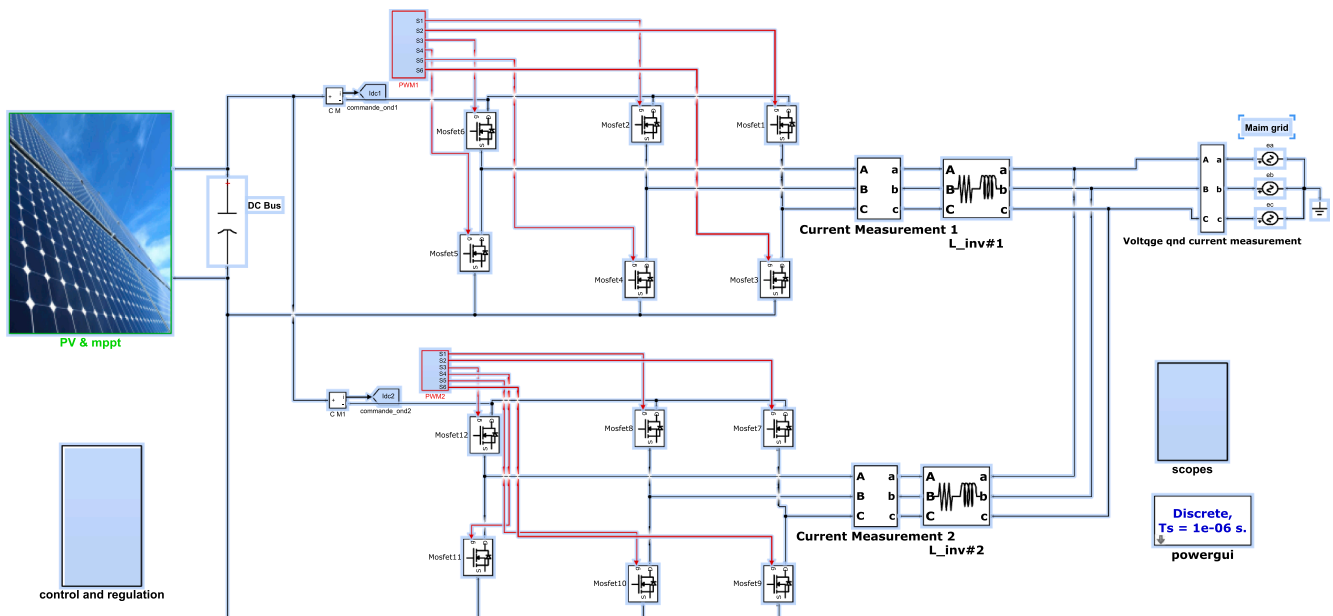 S1
S2
S3
S4
S5
S6
PWM1
+
-
i
Idc1
C M
commande_ond1
Mosfet6
g
D
S
Mosfet2
g
D
S
Mosfet1
g
D
S
Maim grid
ea
eb
ec
A a
B b
C c
Voltqge qnd current measurement
A a
B b
C c
Current Measurement 1
A a
B b
C c
L_inv#1
+
DC Bus
Mosfet5
g
D
S
Mosfet4
g
D
S
Mosfet3
g
D
S
PV & mppt
S1
S2
S3
S4
S5
S6
PWM2
+
-
i
Idc2
C M1
commande_ond2
Mosfet12
g
D
S
Mosfet8
g
D
S
Mosfet7
g
D
S
A a
B b
C c
Current Measurement 2
A a
B b
C c
L_inv#2
Mosfet11
g
D
S
Mosfet10
g
D
S
Mosfet9
g
D
S
control and regulation
scopes
Discrete,
Ts = 1e-06 s.
powergui